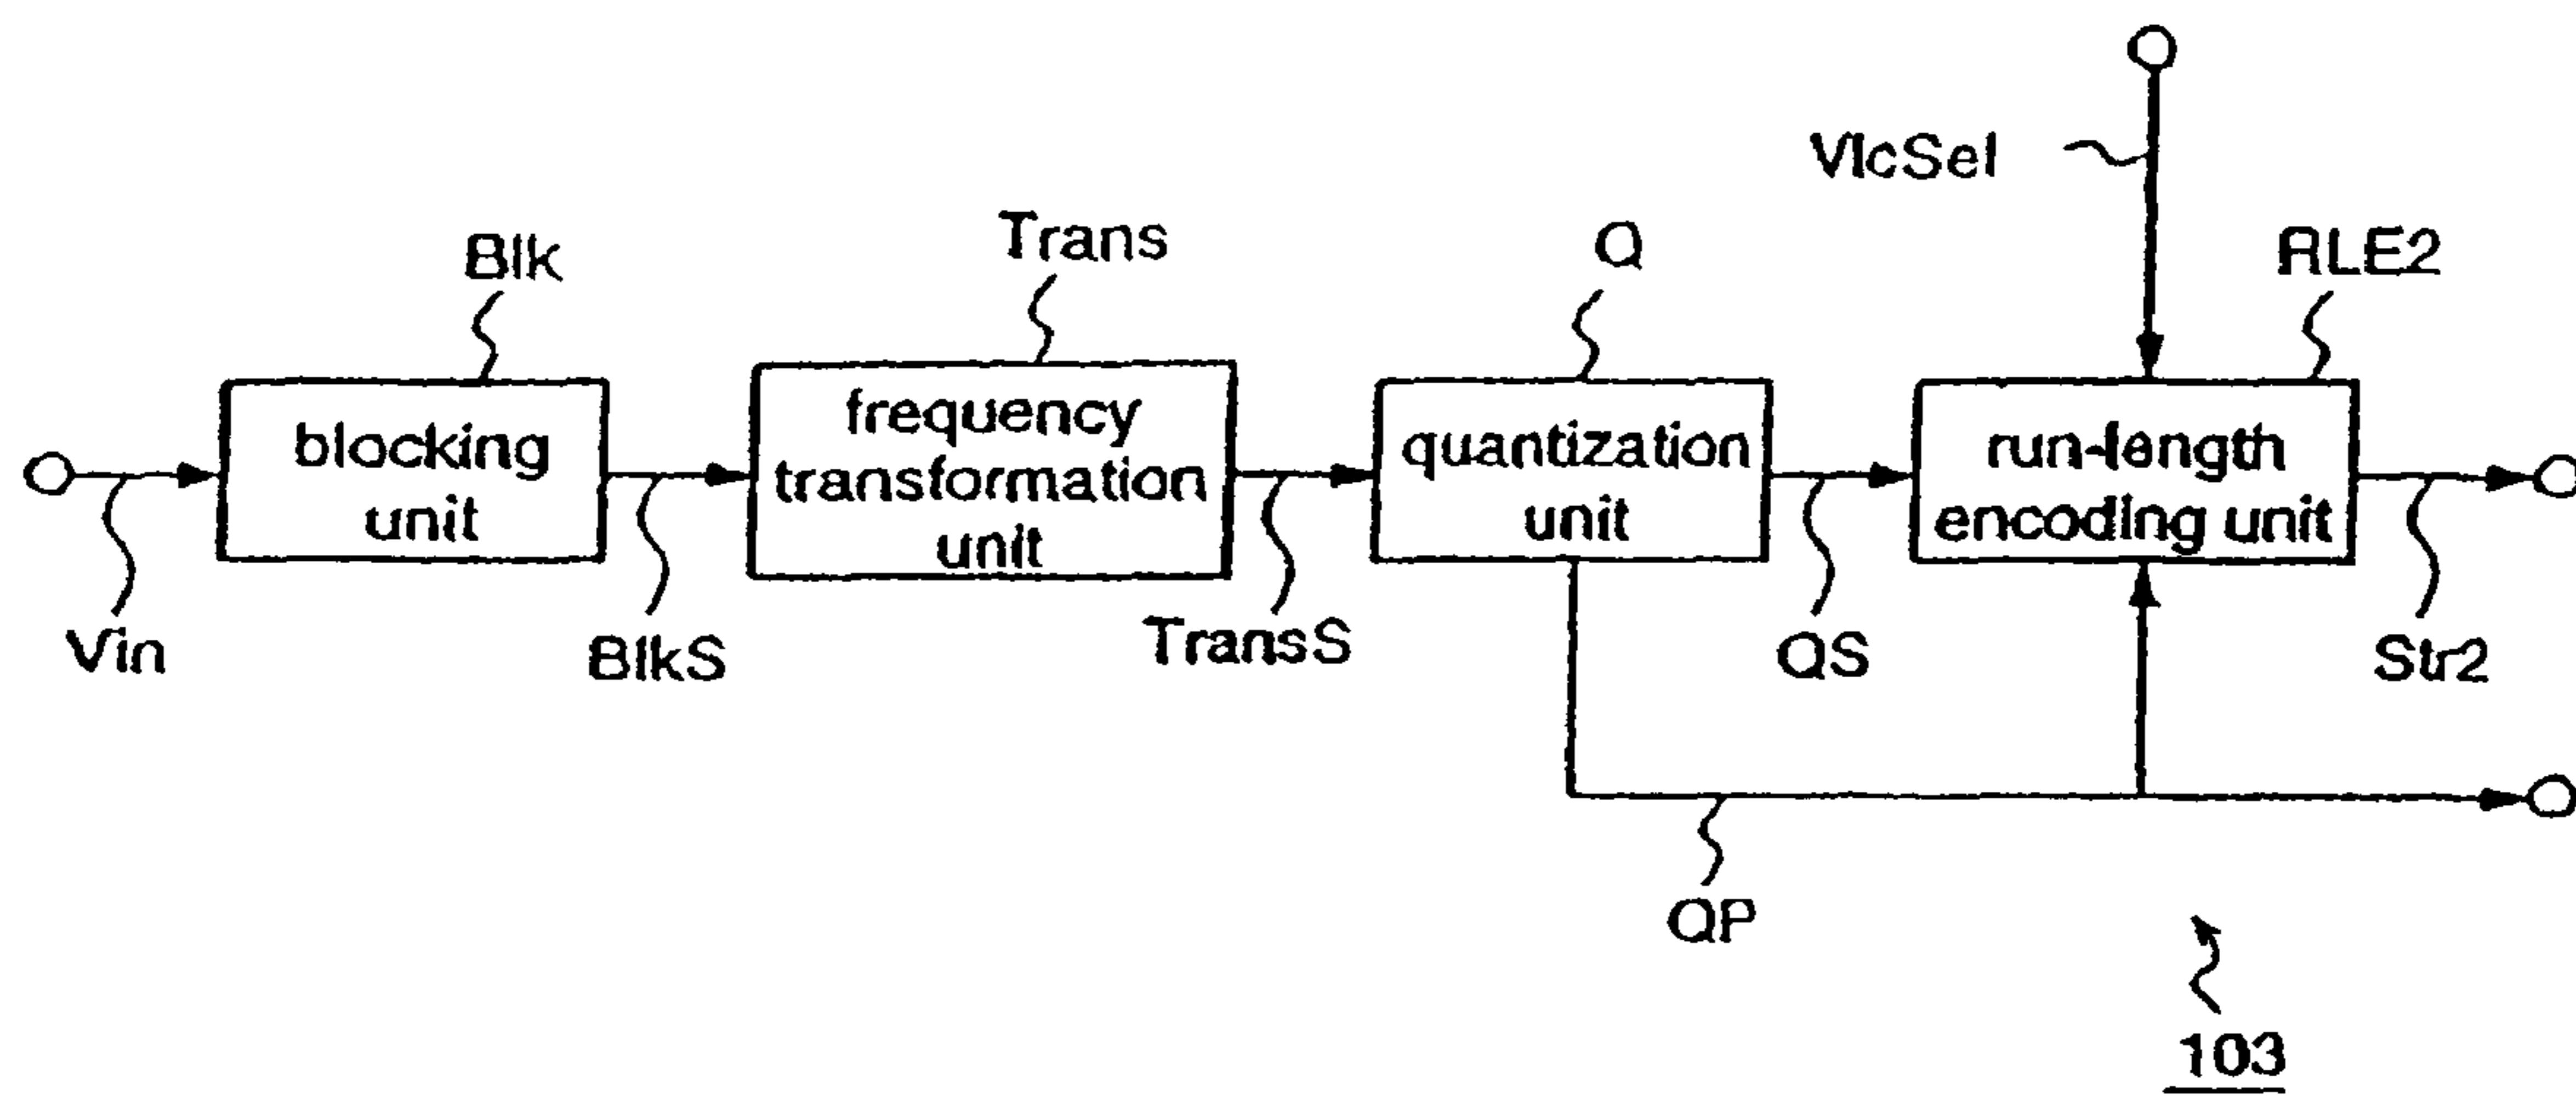 VlcSel
Blk
Trans
Q
RLE2
blocking
unit
frequency
transformation
unit
quantization
unit
run-length
encoding unit
Vin
BlkS
TransS
QS
Str2
QP
103